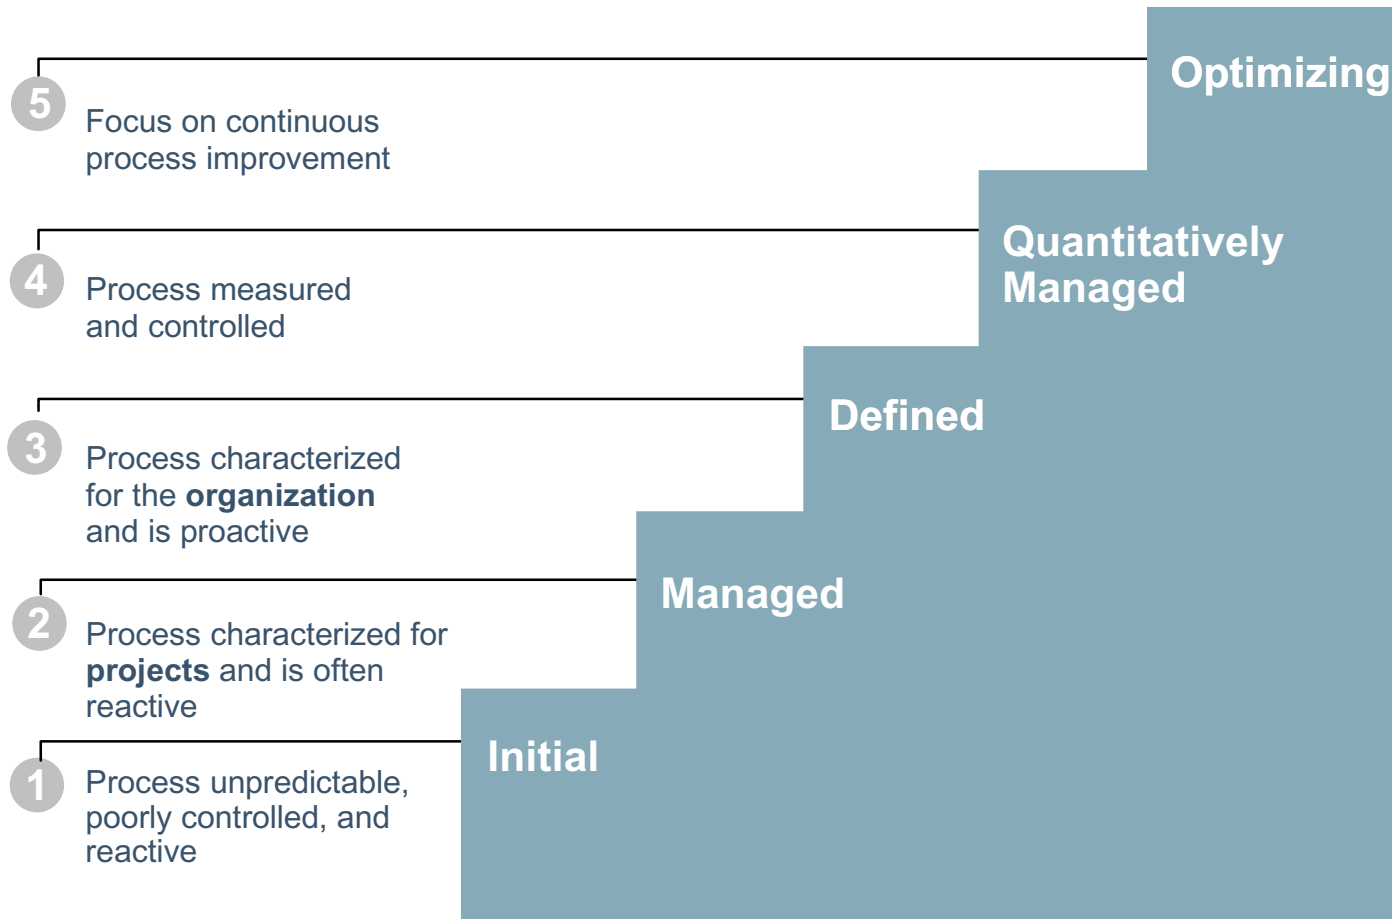 Optimizing
5
Focus on continuous
process improvement
Quantitatively
Managed
4
Process measured
and controlled
Defined
3
Process characterized
for the organization
and is proactive
Managed
2
Process characterized for
projects and is often
reactive
Initial
1
Process unpredictable,
poorly controlled, and
reactive